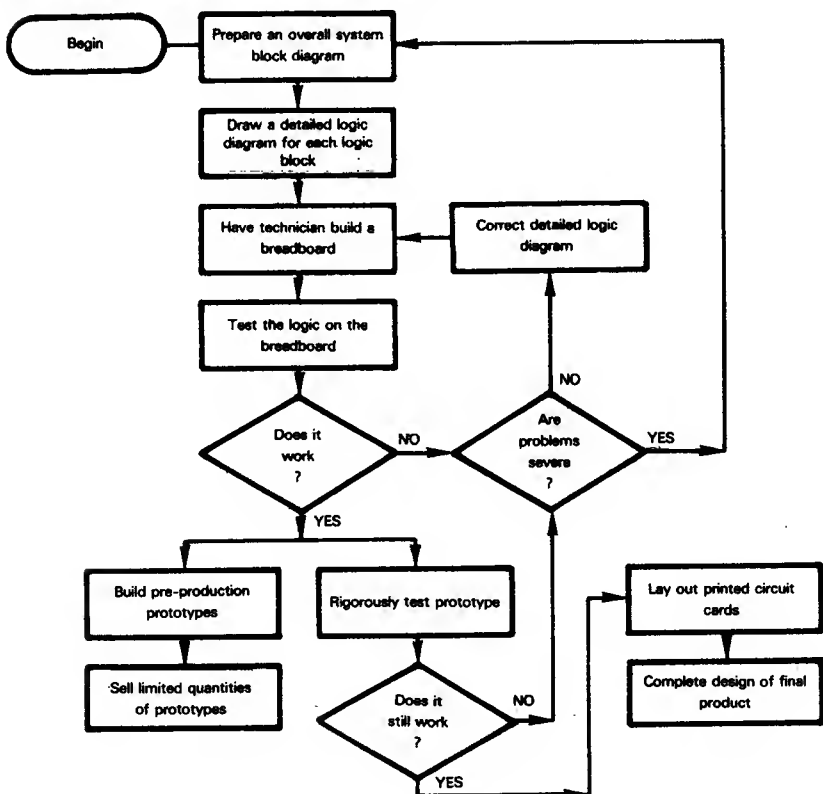 Begin
Prepare an overall system
block diagram
Draw a detailed logic
diagram for each logic
block
Have technician build a
breadboard
Correct detailed logic
diagram
Test the logic on the
breadboard
NO
Does it
work
?
NO
Are
problems
severe
?
YES
YES
Build pre-production
prototypes
Rigorously test prototype
Lay out printed circuit
cards
Sell limited quantities
of prototypes
Does it
still work
?
NO
Complete design of final
product
YES